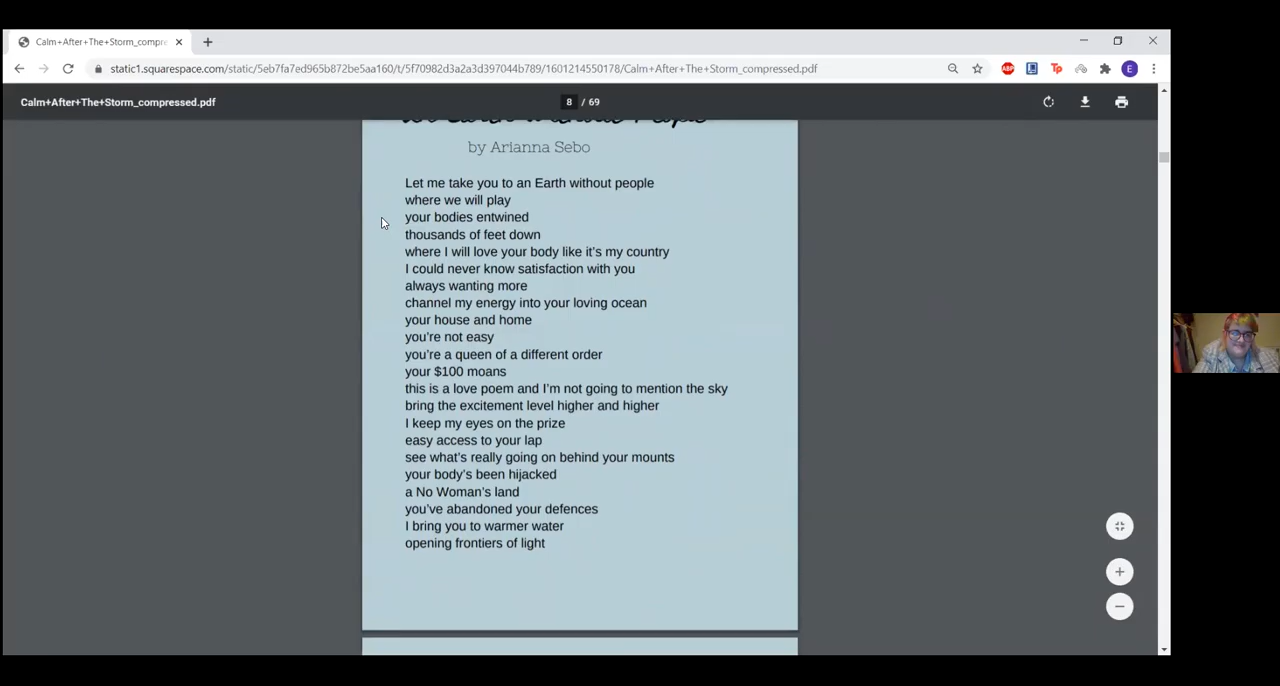 Calm+After+The+Storm_compre
static1.squarespace.com/static/5eb7fa7ed965b872be5aa160/t/5f70982d3a2a3d397044b789/1601214550178/Calm+After+The+Storm_compressed.pdf
ABP
Tp
E
Calm+After+The+Storm_compressed.pdf
8 / 69
by Arianna Sebo
Let me take you to an Earth without people
where we will play
your bodies entwined
thousands of feet down
where I will love your body like it's my country
I could never know satisfaction with you
always wanting more
channel my energy into your loving ocean
your house and home
you're not easy
you're a queen of a different order
your $100 moans
this is a love poem and I'm not going to mention the sky
bring the excitement level higher and higher
I keep my eyes on the prize
easy access to your lap
see what's really going on behind your mounts
your body's been hijacked
a No Woman's land
you've abandoned your defences
I bring you to warmer water
opening frontiers of light